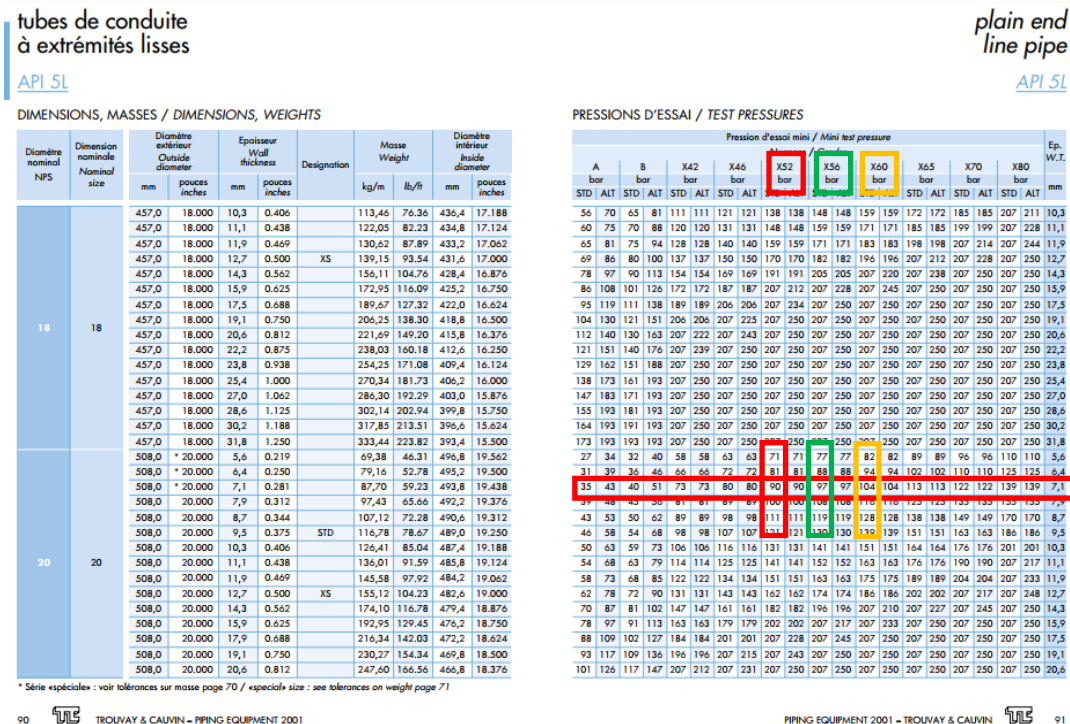 tubes de conduite
à extrémités lisses
API 5L
DIMENSIONS, MASSES / DIMENSIONS, WEIGHTS
Diamètre nominal NPS
Dimension nominale Nominal size
Diamètre extérieur Outside diameter
Epaisseur Wall thickness
Designation
Masse Weight
Diamètre intérieur Inside diameter
mm pouces inches mm pouces inches kg/m lb/ft mm pouces inches
18 18
457,0 18.000 10,3 0.406 113,46 76.36 436,4 17.188
457,0 18.000 11,1 0.438 122,05 82.23 434,8 17.124
457,0 18.000 11,9 0.469 130,62 87.89 433,2 17.062
457,0 18.000 12,7 0.500 XS 139,15 93.54 431,6 17.000
457,0 18.000 14,3 0.562 156,11 104.76 428,4 16.876
457,0 18.000 15,9 0.625 172,95 116.09 425,2 16.750
457,0 18.000 17,5 0.688 189,67 127.32 422,0 16.624
457,0 18.000 19,1 0.750 206,25 138.30 418,8 16.500
457,0 18.000 20,6 0.812 221,69 149.20 415,8 16.376
457,0 18.000 22,2 0.875 238,03 160.18 412,6 16.250
457,0 18.000 23,8 0.938 254,25 171.08 409,4 16.124
457,0 18.000 25,4 1.000 270,34 181.73 406,2 16.000
457,0 18.000 27,0 1.062 286,30 192.29 403,0 15.876
457,0 18.000 28,6 1.125 302,14 202.94 399,8 15.750
457,0 18.000 30,2 1.188 317,85 213.51 396,6 15.624
457,0 18.000 31,8 1.250 333,44 223.82 393,4 15.500
20 20
508,0 * 20.000 5,6 0.219 69,38 46.31 496,8 19.562
508,0 20.000 6,4 0.250 79,16 52.78 495,2 19.500
508,0 * 20.000 7,1 0.281 87,70 59.23 493,8 19.438
508,0 20.000 7,9 0.312 97,43 65.66 492,2 19.376
508,0 20.000 8,7 0.344 107,12 72.28 490,6 19.312
508,0 20.000 9,5 0.375 STD 116,78 78.67 489,0 19.250
508,0 20.000 10,3 0.406 126,41 85.04 487,4 19.188
508,0 20.000 11,1 0.438 136,01 91.59 485,8 19.124
508,0 20.000 11,9 0.469 145,58 97.92 484,2 19.062
508,0 20.000 12,7 0.500 XS 155,12 104.23 482,6 19.000
508,0 20.000 14,3 0.562 174,10 116.78 479,4 18.876
508,0 20.000 15,9 0.625 192,95 129.45 476,2 18.750
508,0 20.000 17,9 0.688 216,34 142.03 472,2 18.624
508,0 20.000 19,1 0.750 230,27 154.34 469,8 18.500
508,0 20.000 20,6 0.812 247,60 166.56 466,8 18.376
* Série «spéciale» : voir tolérances sur masse page 70 / «special» size : see tolerances on weight page 71
90 TROUVAY & CAUVIN – PIPING EQUIPMENT 2001
plain end
line pipe
API 5L
PRESSIONS D'ESSAI / TEST PRESSURES
Pression d'essai mini / Mini test pressure
Ep. W.T.
A B X42 X46 X52 X56 X60 X65 X70 X80
bar bar bar bar bar bar bar bar bar bar mm
STD ALT STD ALT STD ALT STD ALT STD ALT STD ALT STD ALT STD ALT STD ALT STD ALT
56 70 65 81 111 111 121 121 138 138 148 148 159 159 172 172 185 185 207 211 10,3
60 75 70 88 120 120 131 131 148 148 159 159 171 171 185 185 199 199 207 228 11,1
65 81 75 94 128 128 140 140 159 159 171 171 183 183 198 198 207 214 207 244 11,9
69 86 80 100 137 137 150 150 170 170 182 182 196 196 207 212 207 228 207 250 12,7
78 97 90 113 154 154 169 169 191 191 205 205 207 220 207 238 207 250 207 250 14,3
86 108 101 126 172 172 187 187 207 212 207 228 207 245 207 250 207 250 207 250 15,9
95 119 111 138 189 189 206 206 207 234 207 250 207 250 207 250 207 250 207 250 17,5
104 130 121 151 206 206 207 225 207 250 207 250 207 250 207 250 207 250 207 250 19,1
112 140 130 163 207 222 207 243 207 250 207 250 207 250 207 250 207 250 207 250 20,6
121 151 140 176 207 239 207 250 207 250 207 250 207 250 207 250 207 250 207 250 22,2
129 162 151 188 207 250 207 250 207 250 207 250 207 250 207 250 207 250 207 250 23,8
138 173 161 193 207 250 207 250 207 250 207 250 207 250 207 250 207 250 207 250 25,4
147 183 171 193 207 250 207 250 207 250 207 250 207 250 207 250 207 250 207 250 27,0
155 193 181 193 207 250 207 250 207 250 207 250 207 250 207 250 207 250 207 250 28,6
164 193 191 193 207 250 207 250 207 250 207 250 207 250 207 250 207 250 207 250 30,2
173 193 193 193 207 250 207 250 250 250 250 207 250 207 250 207 250 31,8
27 34 32 40 58 58 63 63 71 71 77 77 82 82 89 89 96 96 110 110 5,6
31 39 36 46 66 66 72 72 81 81 88 88 94 94 102 102 110 110 125 125 6,4
35 43 40 51 73 73 80 80 90 90 97 97 104 104 113 113 122 122 139 139 7,1
100 100 108 108
43 53 50 62 89 89 98 98 111 111 119 119 128 128 138 138 149 149 170 170 8,7
46 58 54 68 98 98 107 107 121 121 130 130 139 139 151 151 163 163 186 186 9,5
50 63 59 73 106 106 116 116 131 131 141 141 151 151 164 164 176 176 201 201 10,3
54 68 63 79 114 114 125 125 141 141 152 152 163 163 176 176 190 190 207 217 11,1
58 73 68 85 122 122 134 134 151 151 163 163 175 175 189 189 204 204 207 233 11,9
62 78 72 90 131 131 143 143 162 162 174 174 186 186 202 202 207 217 207 248 12,7
70 87 81 102 147 147 161 161 182 182 196 196 207 210 207 227 207 245 207 250 14,3
78 97 91 113 163 163 179 179 202 202 207 217 207 233 207 250 207 250 207 250 15,9
88 109 102 127 184 184 201 201 207 228 207 245 207 250 207 250 207 250 207 250 17,5
93 117 109 136 196 196 207 215 207 243 207 250 207 250 207 250 207 250 207 250 19,1
101 126 117 147 207 212 207 231 207 250 207 250 207 250 207 250 207 250 207 250 20,6
PIPING EQUIPMENT 2001 – TROUVAY & CAUVIN 91